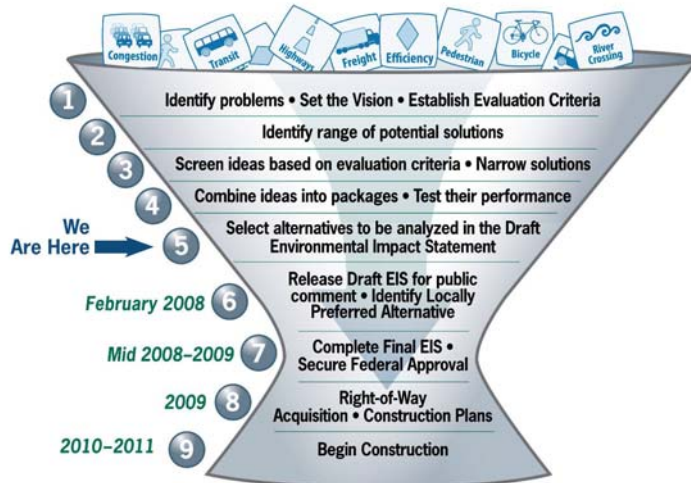 Congestion
Transit
Highways
Freight
Efficiency
Pedestrian
Bicycle
River
Crossing
1
Identify problems • Set the Vision • Establish Evaluation Criteria
2
Identify range of potential solutions
3
Screen ideas based on evaluation criteria • Narrow solutions
4
Combine ideas into packages • Test their performance
We
Are Here
5
Select alternatives to be analyzed in the Draft
Environmental Impact Statement
February 2008
6
Release Draft EIS for public
comment • Identify Locally
Preferred Alternative
Mid 2008–2009
7
Complete Final EIS •
Secure Federal Approval
2009
8
Right-of-Way
Acquisition • Construction Plans
2010–2011
9
Begin Construction